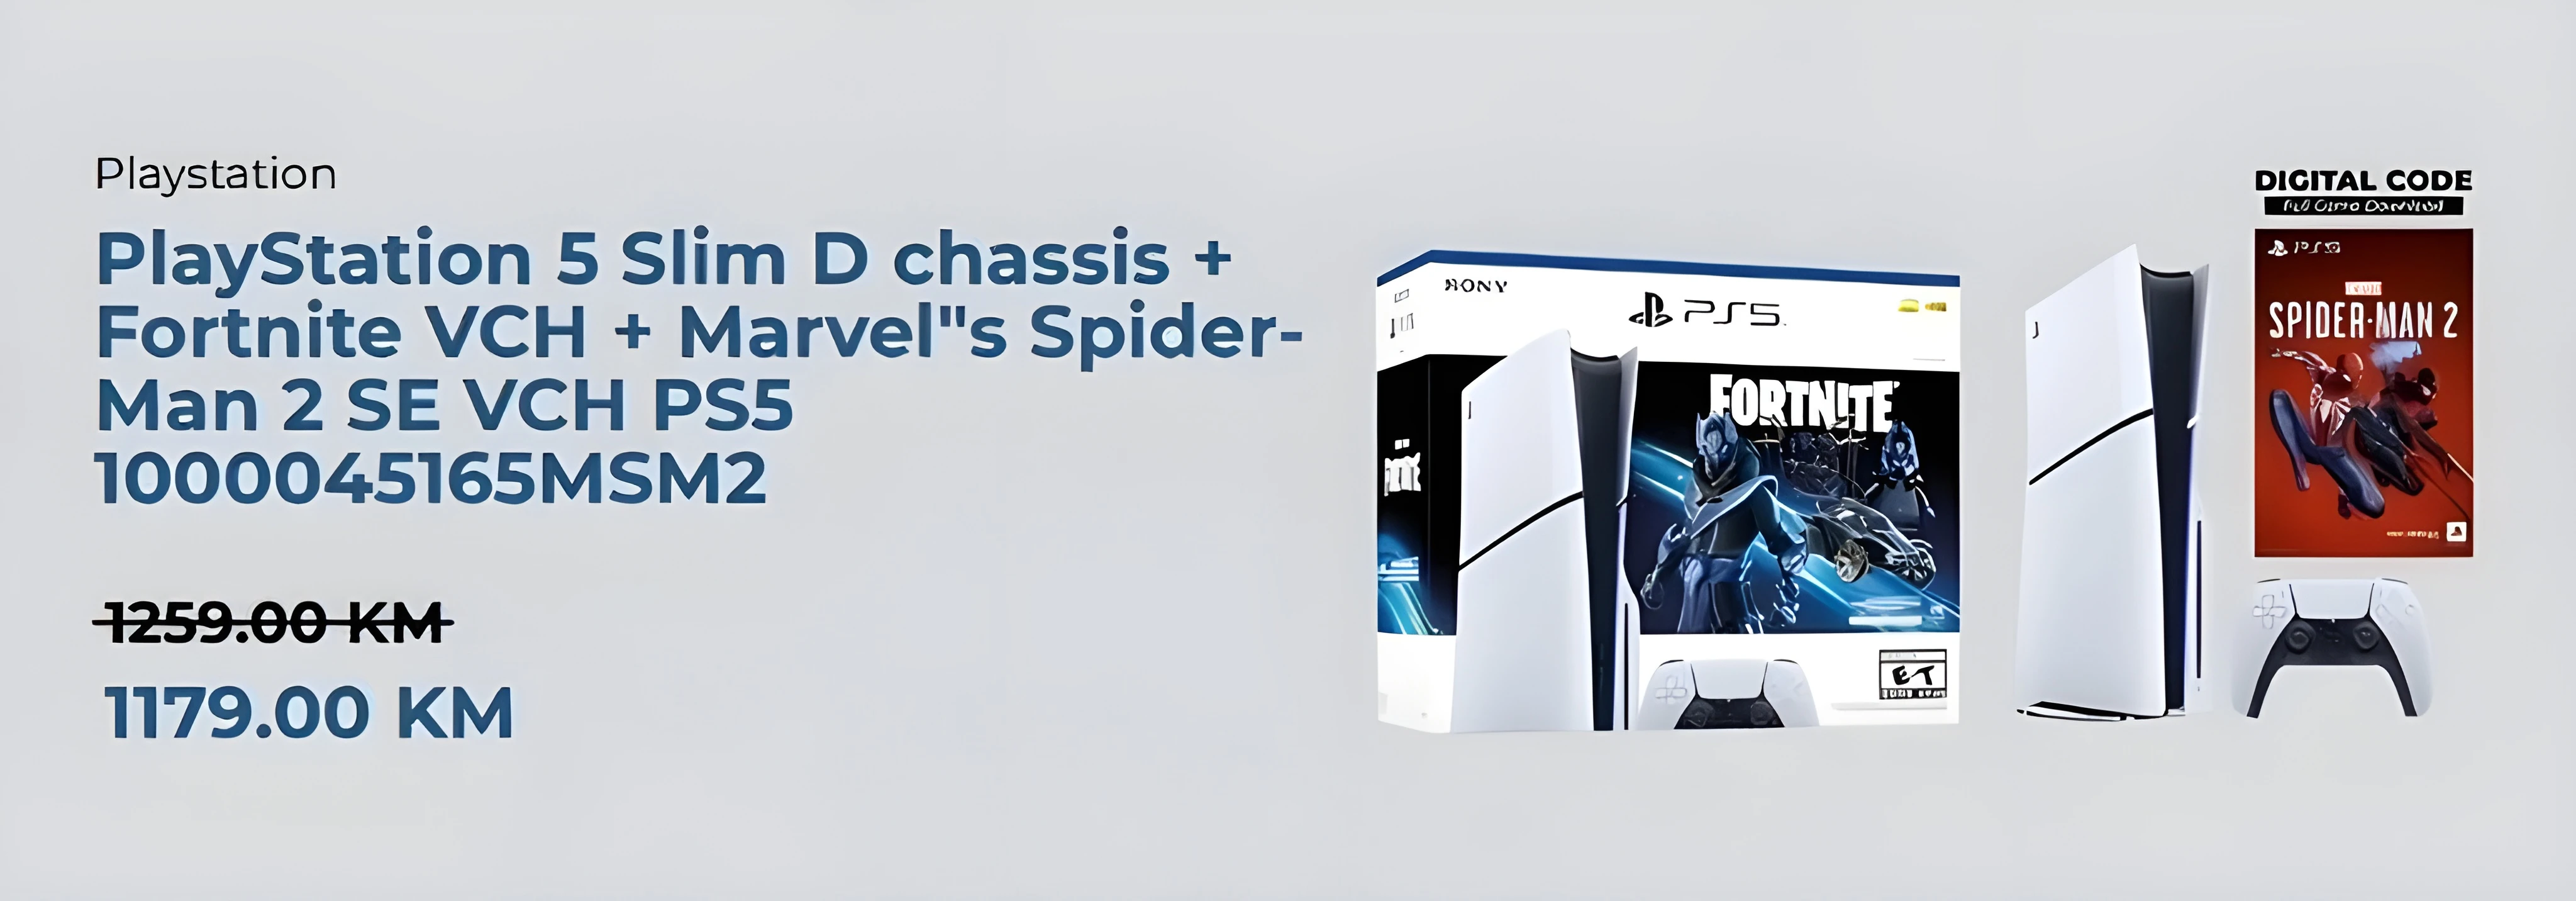 Playstation
PlayStation 5 Slim D chassis +
Fortnite VCH + Marvel"s Spider-
Man 2 SE VCH PS5
1000045165MSM2
1259.00 KM
1179.00 KM
SONY
PS5
FORTNITE
DIGITAL CODE
SPIDER-MAN 2